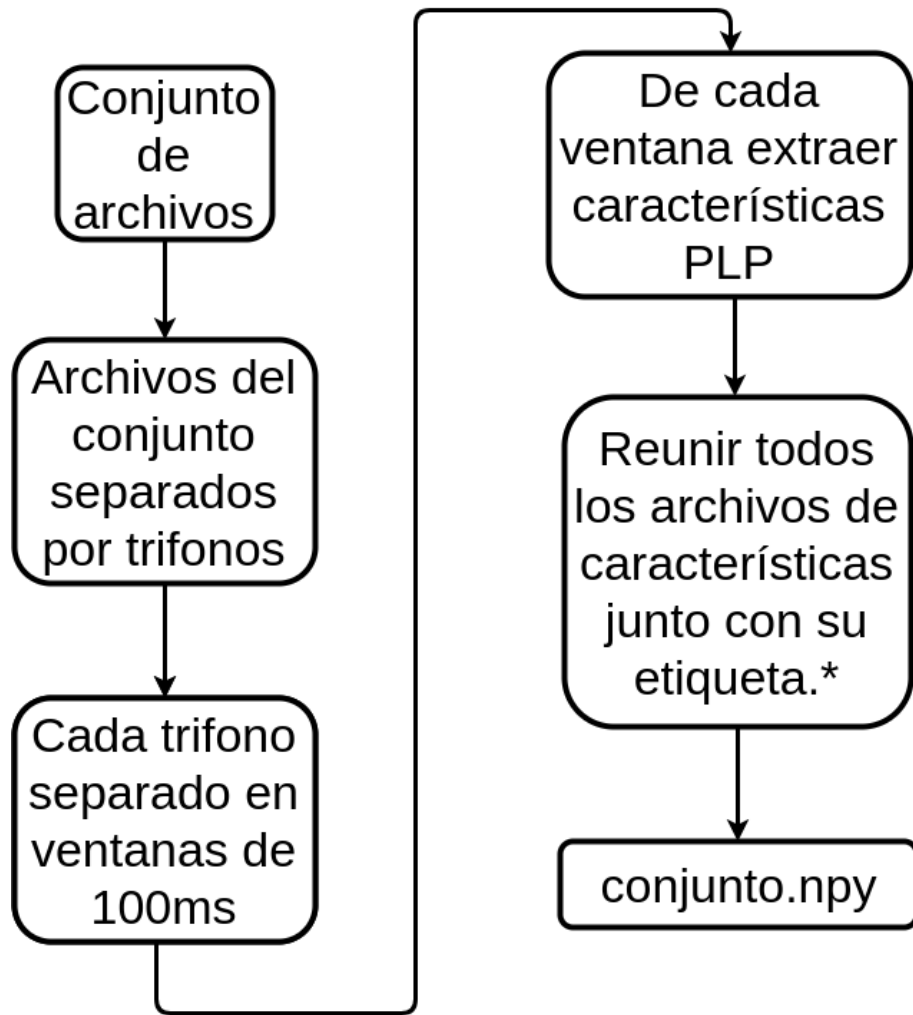 Conjunto
de
archivos
Archivos del
conjunto
separados
por trifonos
Cada trifono
separado en
ventanas de
100ms
De cada
ventana extraer
características
PLP
Reunir todos
los archivos de
características
junto con su
etiqueta.*
conjunto.npy